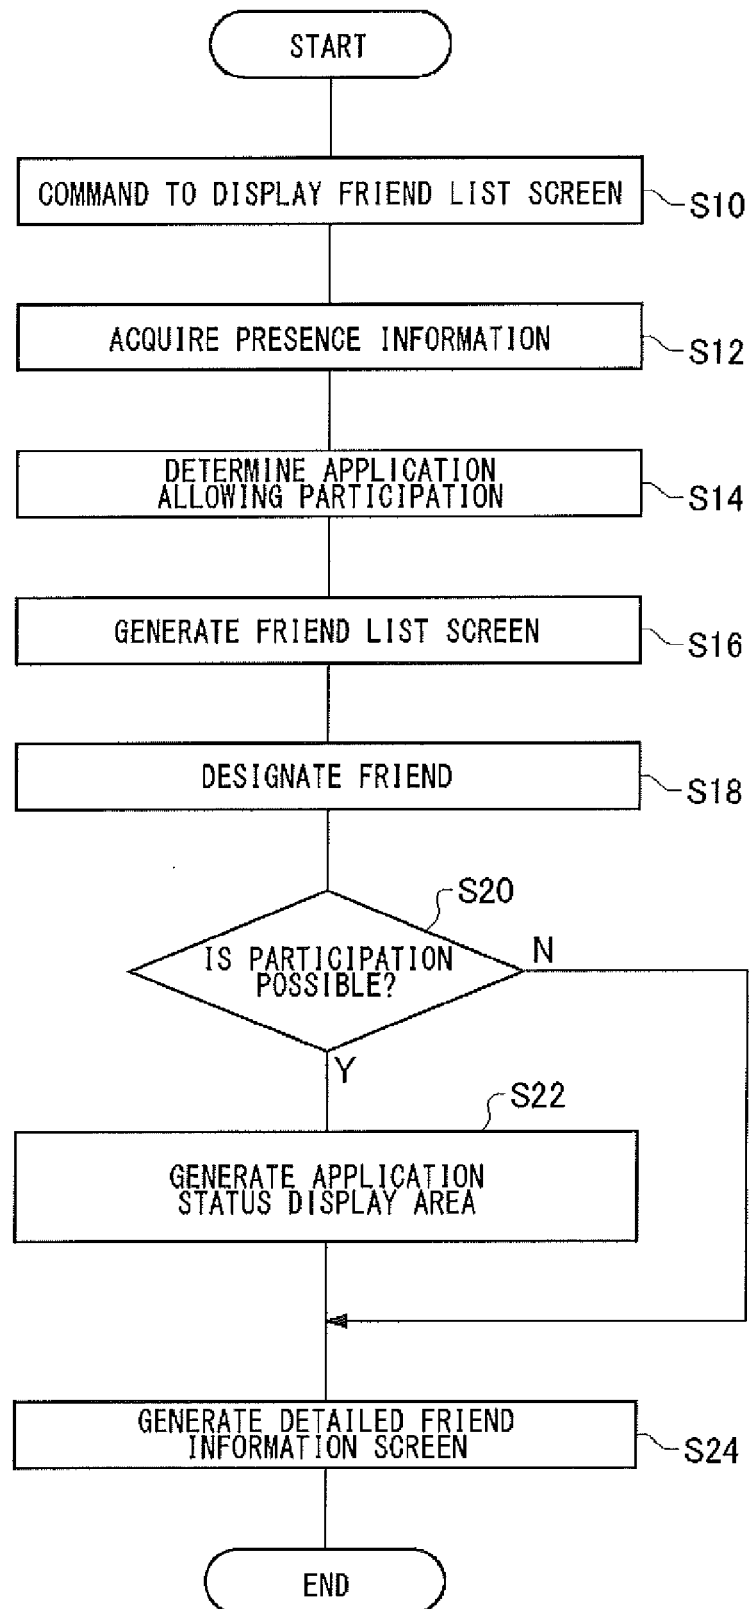 START
COMMAND TO DISPLAY FRIEND LIST SCREEN
S10
ACQUIRE PRESENCE INFORMATION
S12
DETERMINE APPLICATION
ALLOWING PARTICIPATION
S14
GENERATE FRIEND LIST SCREEN
S16
DESIGNATE FRIEND
S18
S20
IS PARTICIPATION
POSSIBLE?
N
Y
S22
GENERATE APPLICATION
STATUS DISPLAY AREA
GENERATE DETAILED FRIEND
INFORMATION SCREEN
S24
END